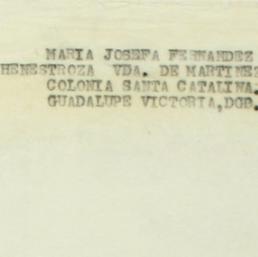 MARIA JOSEFA FERNANDEZ
HENESTROZA VDA. DE MARTINEZ
COLONIA SANTA CATALINA.
GUADALUPE VICTORIA, DGO.